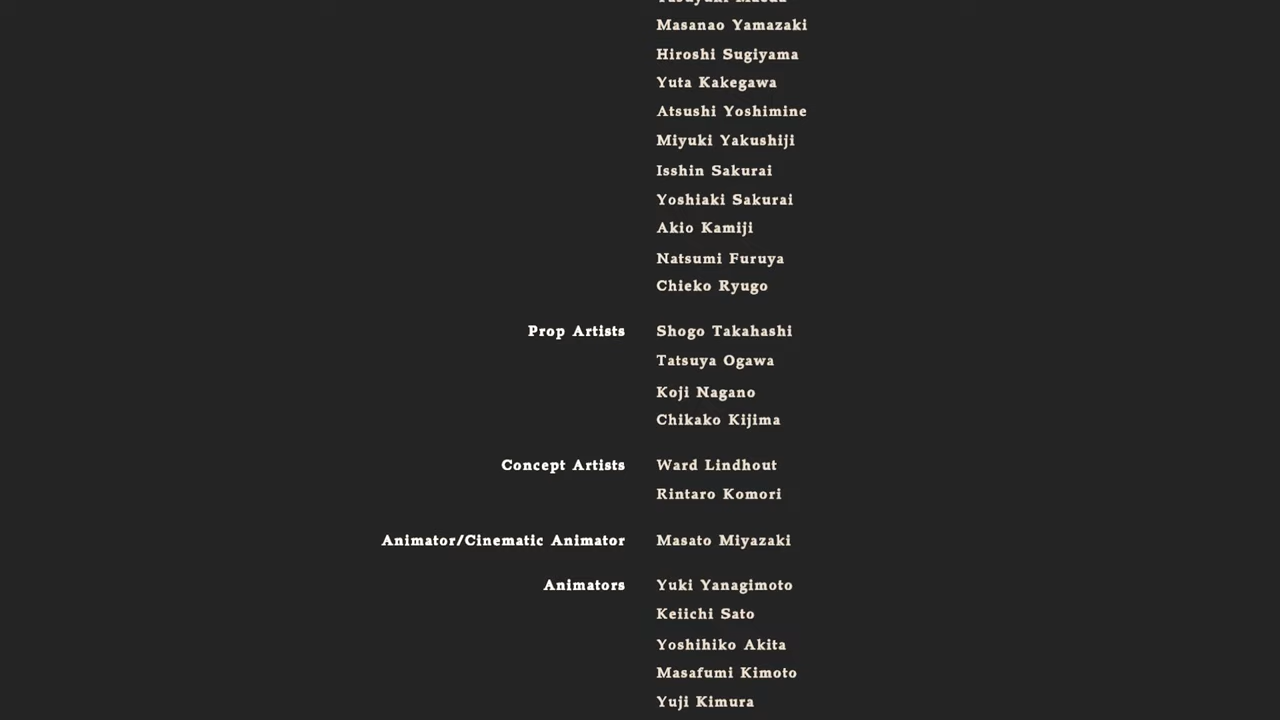 Masanao Yamazaki
Hiroshi Sugiyama
Yuta Kakegawa
Atsushi Yoshimine
Miyuki Yakushiji
Isshin Sakurai
Yoshiaki Sakurai
Akio Kamiji
Natsumi Furuya
Chieko Ryugo
Prop Artists Shogo Takahashi
Tatsuya Ogawa
Koji Nagano
Chikako Kijima
Concept Artists Ward Lindhout
Rintaro Komori
Animator/Cinematic Animator Masato Miyazaki
Animators Yuki Yanagimoto
Keiichi Sato
Yoshihiko Akita
Masafumi Kimoto
Yuji Kimura